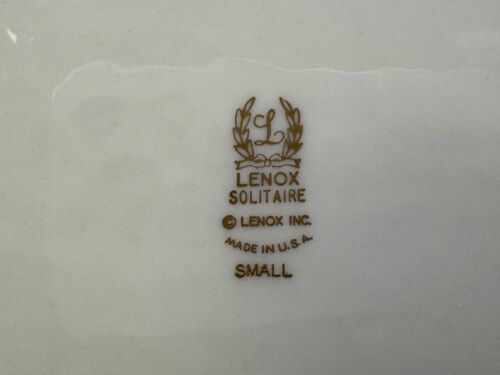 L
LENOX
SOLITAIRE
© LENOX INC.
MADE IN U.S.A.
SMALL